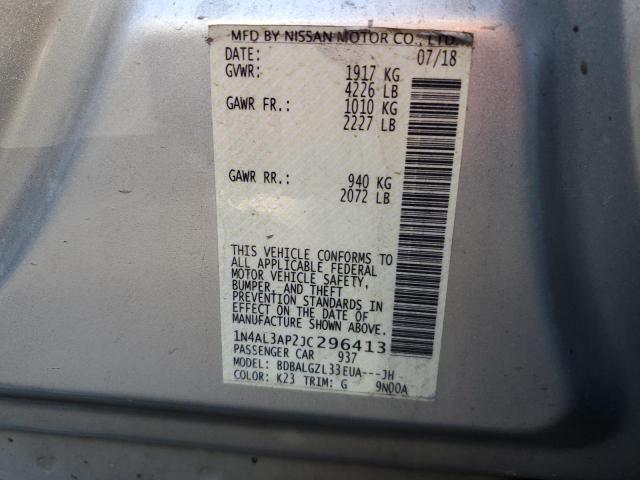 MFD BY NISSAN MOTOR CO., LTD.
DATE: 07/18
GVWR: 1917 KG
4226 LB
GAWR FR.: 1010 KG
2227 LB
GAWR RR.: 940 KG
2072 LB
THIS VEHICLE CONFORMS TO
ALL APPLICABLE FEDERAL
MOTOR VEHICLE SAFETY,
BUMPER, AND THEFT
PREVENTION STANDARDS IN
EFFECT ON THE DATE OF
MANUFACTURE SHOWN ABOVE.
1N4AL3AP2JC296413
PASSENGER CAR 937
MODEL: BDBALGZL33EUA---JH
COLOR: K23 TRIM: G 9N00A